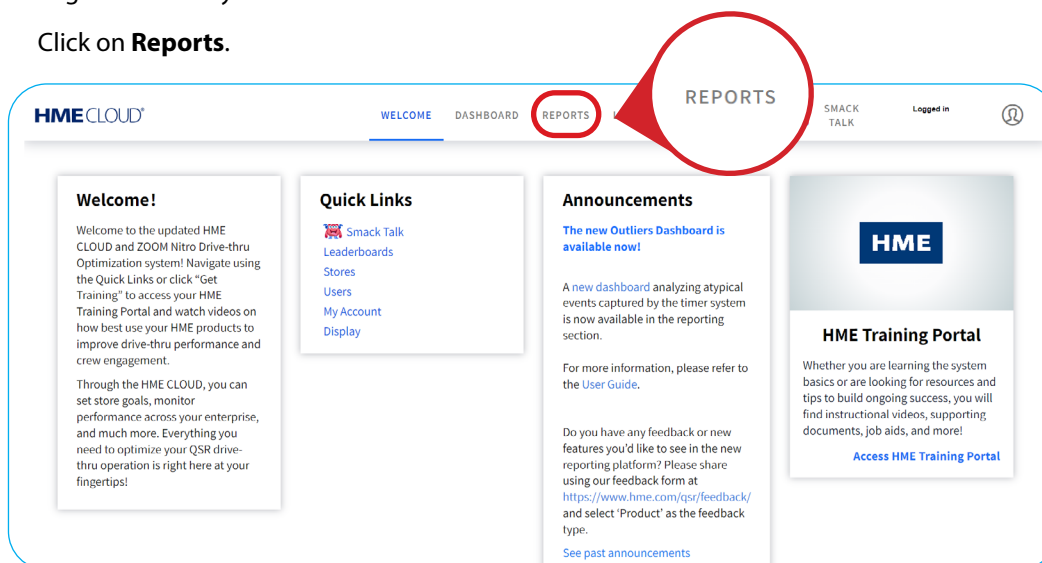 Click on Reports.
REPORTS
HME CLOUD®
WELCOME DASHBOARD REPORTS
SMACK
TALK
Logged in
Welcome!
Welcome to the updated HME
CLOUD and ZOOM Nitro Drive-thru
Optimization system! Navigate using
the Quick Links or click “Get
Training” to access your HME
Training Portal and watch videos on
how best use your HME products to
improve drive-thru performance and
crew engagement.
Through the HME CLOUD, you can
set store goals, monitor
performance across your enterprise,
and much more. Everything you
need to optimize your QSR drive-
thru operation is right here at your
fingertips!
Quick Links
Smack Talk
Leaderboards
Stores
Users
My Account
Display
Announcements
The new Outliers Dashboard is
available now!
A new dashboard analyzing atypical
events captured by the timer system
is now available in the reporting
section.
For more information, please refer to
the User Guide.
Do you have any feedback or new
features you’d like to see in the new
reporting platform? Please share
using our feedback form at
https://www.hme.com/qsr/feedback/
and select ‘Product’ as the feedback
type.
See past announcements
HME
HME Training Portal
Whether you are learning the system
basics or are looking for resources and
tips to build ongoing success, you will
find instructional videos, supporting
documents, job aids, and more!
Access HME Training Portal